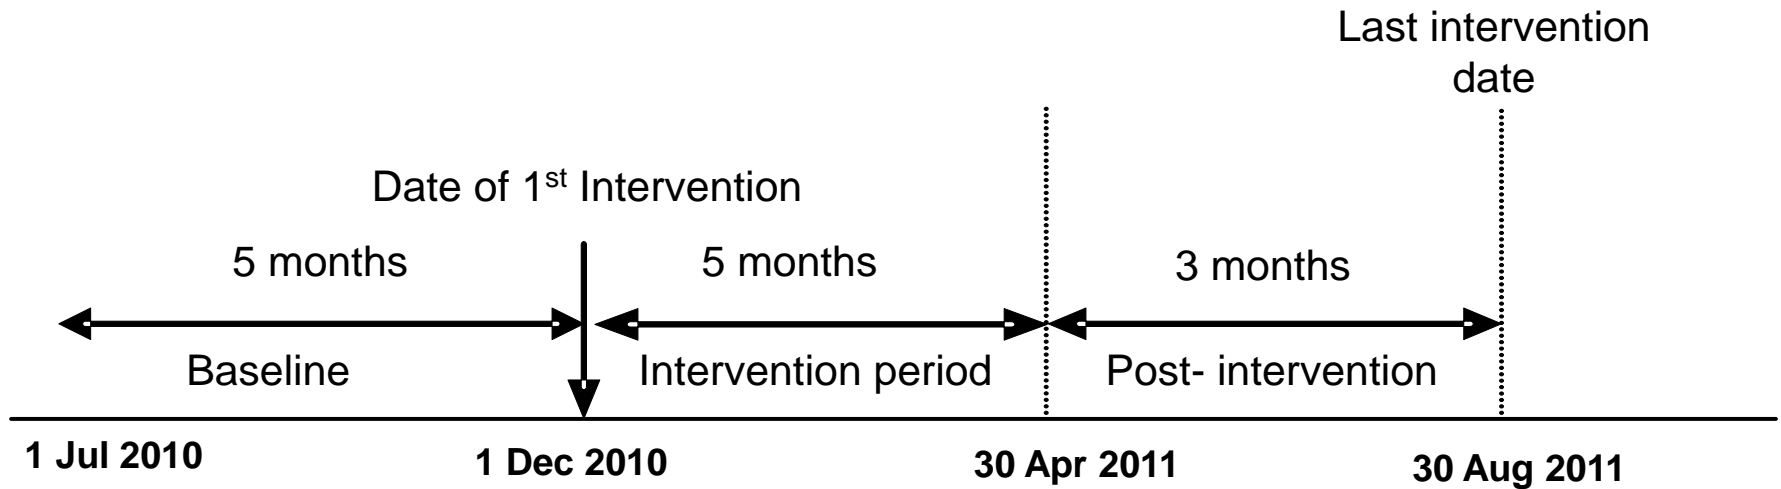 Last intervention
date
Date of 1st Intervention
5 months
5 months
3 months
Baseline
Intervention period
Post- intervention
1 Jul 2010
1 Dec 2010
30 Apr 2011
30 Aug 2011